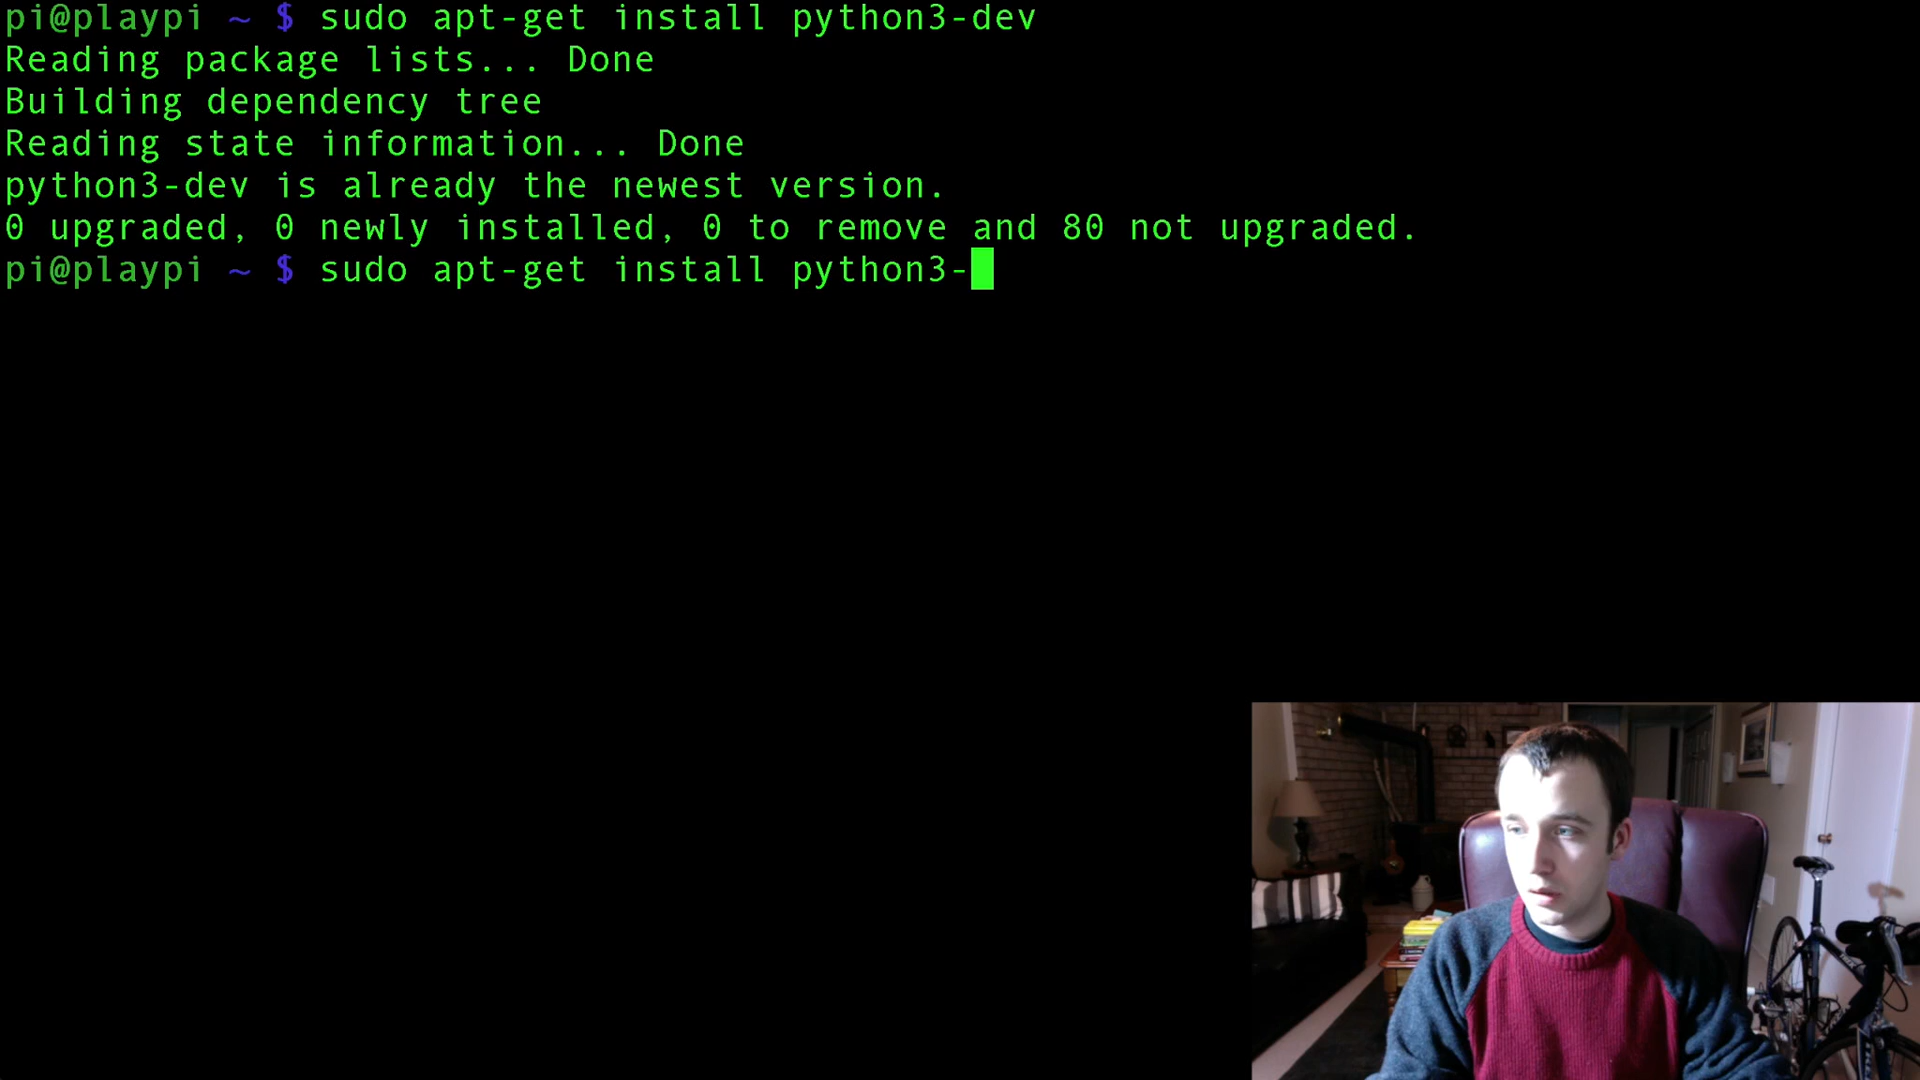 pi@playpi ~ $ sudo apt-get install python3-dev
Reading package lists... Done
Building dependency tree
Reading state information... Done
python3-dev is already the newest version.
0 upgraded, 0 newly installed, 0 to remove and 80 not upgraded.
pi@playpi ~ $ sudo apt-get install python3-